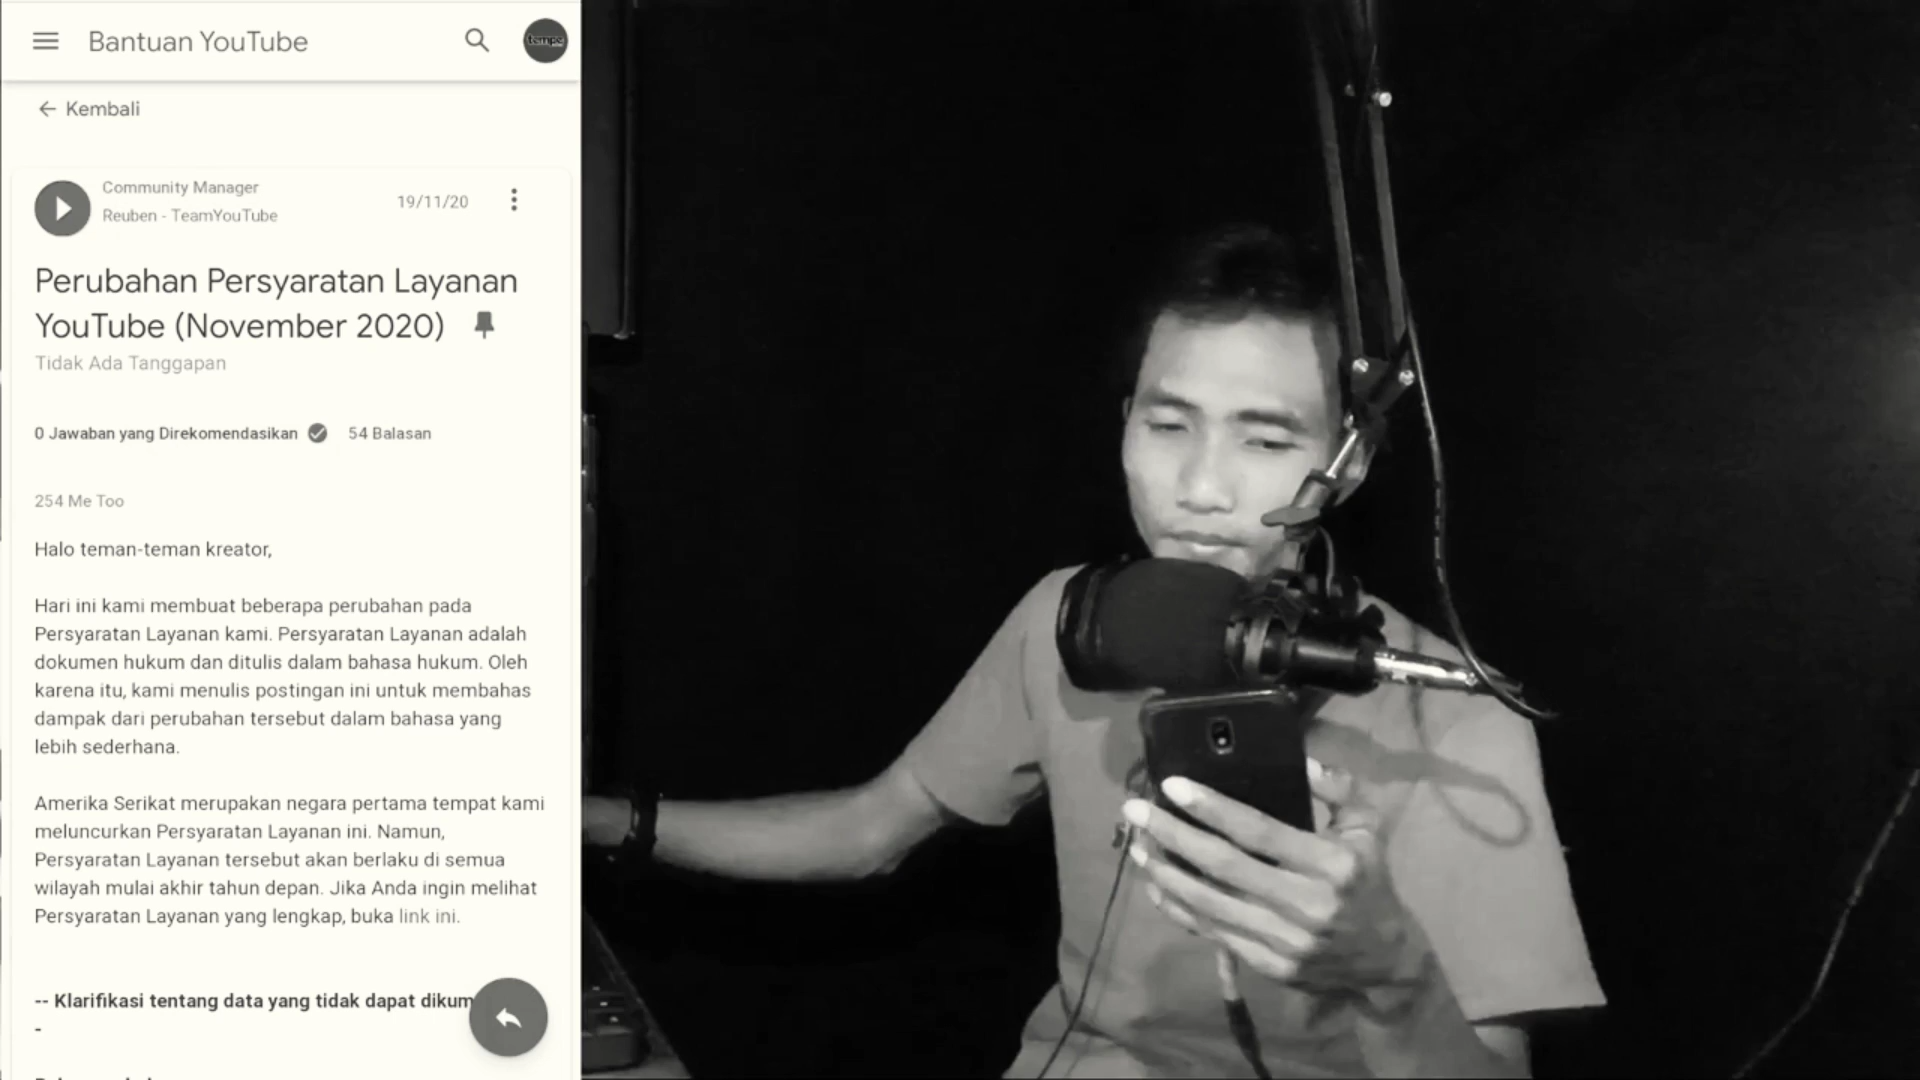 Bantuan YouTube
Kembali
Community Manager
Reuben - TeamYouTube
19/11/20
Perubahan Persyaratan Layanan
YouTube (November 2020)
Tidak Ada Tanggapan
0 Jawaban yang Direkomendasikan
54 Balasan
254 Me Too
Halo teman-teman kreator,
Hari ini kami membuat beberapa perubahan pada
Persyaratan Layanan kami. Persyaratan Layanan adalah
dokumen hukum dan ditulis dalam bahasa hukum. Oleh
karena itu, kami menulis postingan ini untuk membahas
dampak dari perubahan tersebut dalam bahasa yang
lebih sederhana.
Amerika Serikat merupakan negara pertama tempat kami
meluncurkan Persyaratan Layanan ini. Namun,
Persyaratan Layanan tersebut akan berlaku di semua
wilayah mulai akhir tahun depan. Jika Anda ingin melihat
Persyaratan Layanan yang lengkap, buka link ini.
-- Klarifikasi tentang data yang tidak dapat dikum
-